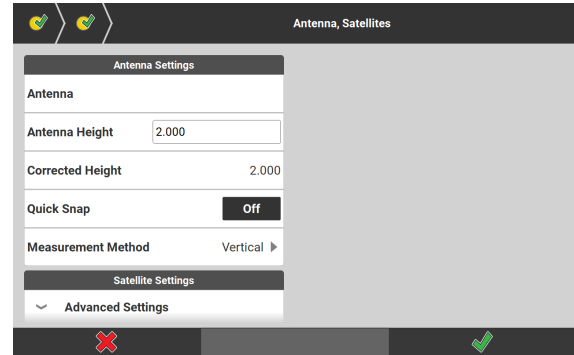 Antenna, Satellites
Antenna Settings
Antenna
Antenna Height 2.000
Corrected Height 2.000
Quick Snap Off
Measurement Method Vertical
Satellite Settings
Advanced Settings